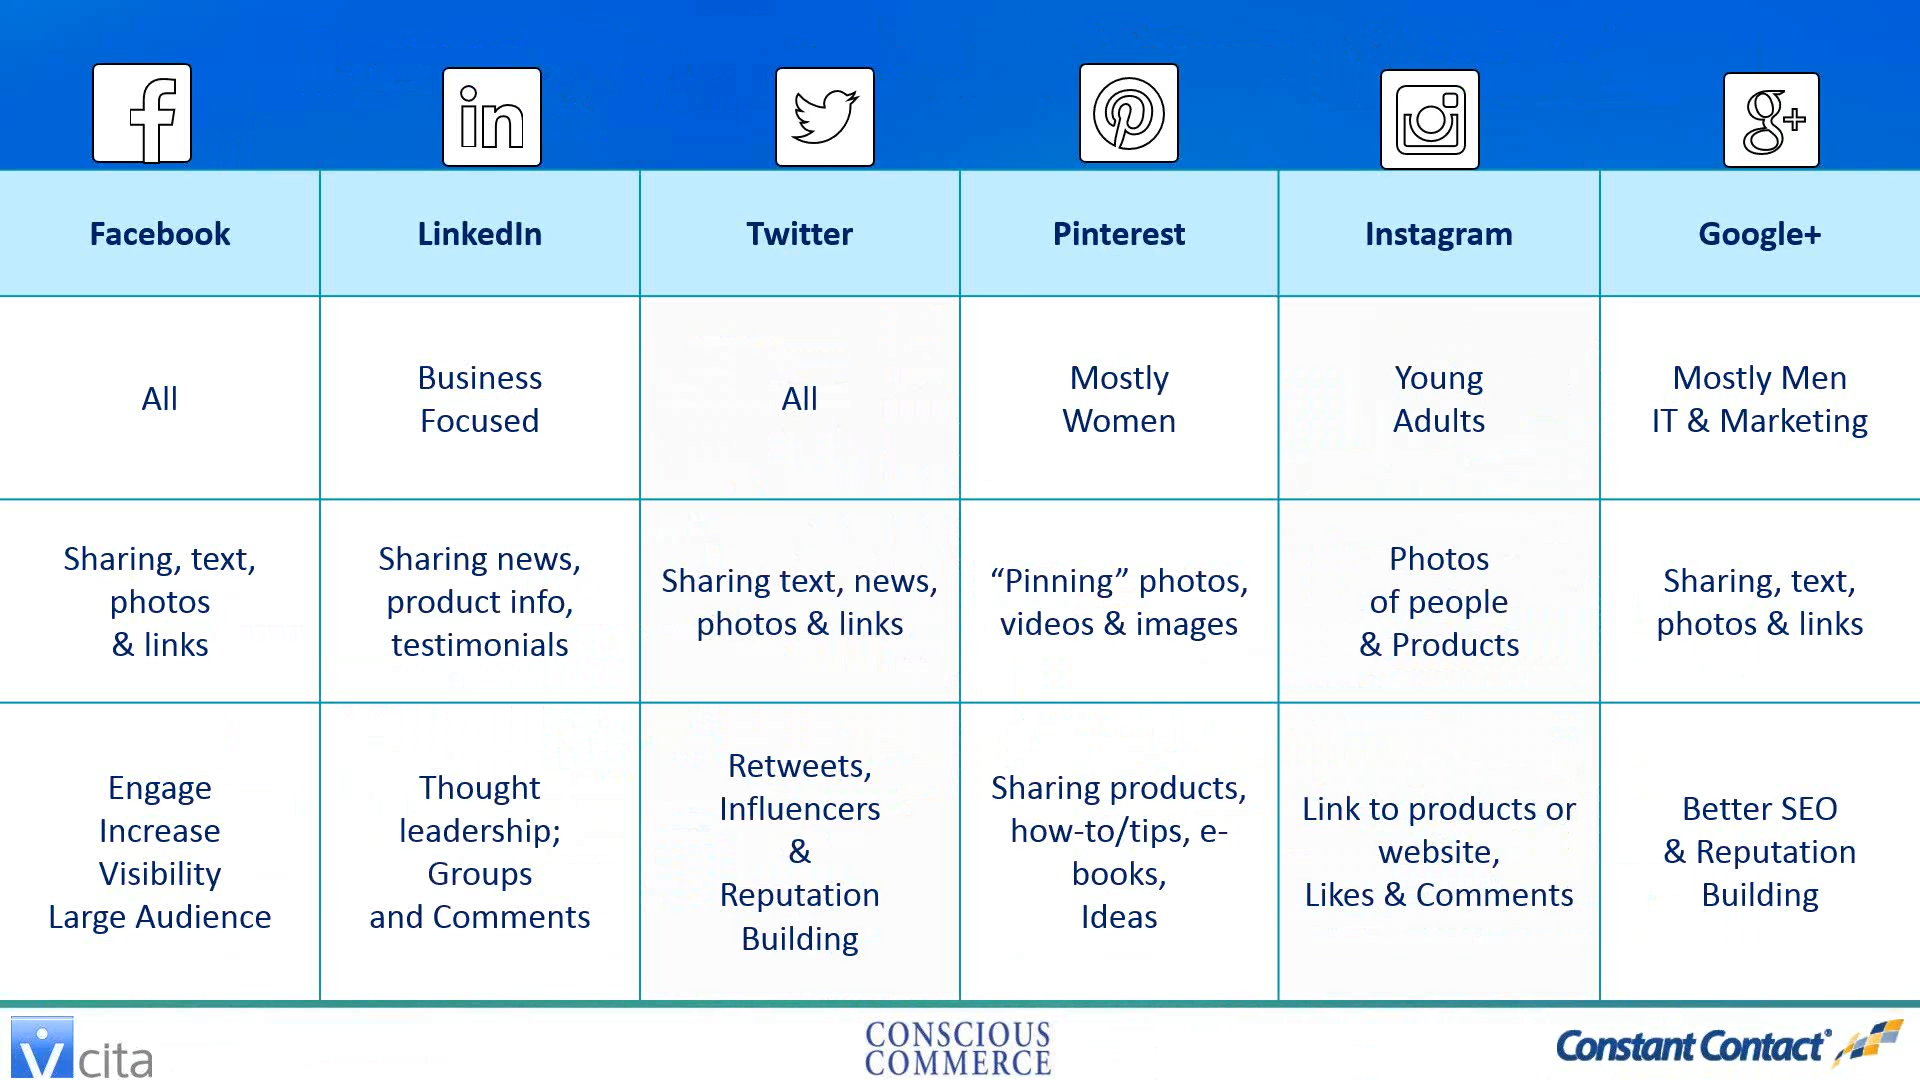 Facebook
LinkedIn
Twitter
Pinterest
Instagram
Google+
All
Business
Focused
All
Mostly
Women
Young
Adults
Mostly Men
IT & Marketing
Sharing, text,
photos
& links
Sharing news,
product info,
testimonials
Sharing text, news,
photos & links
“Pinning” photos,
videos & images
Photos
of people
& Products
Sharing, text,
photos & links
Engage
Increase
Visibility
Large Audience
Thought
leadership;
Groups
and Comments
Retweets,
Influencers
&
Reputation
Building
Sharing products,
how-to/tips, e-
books,
Ideas
Link to products or
website,
Likes & Comments
Better SEO
& Reputation
Building
vcita
CONSCIOUS
COMMERCE
Constant Contact®